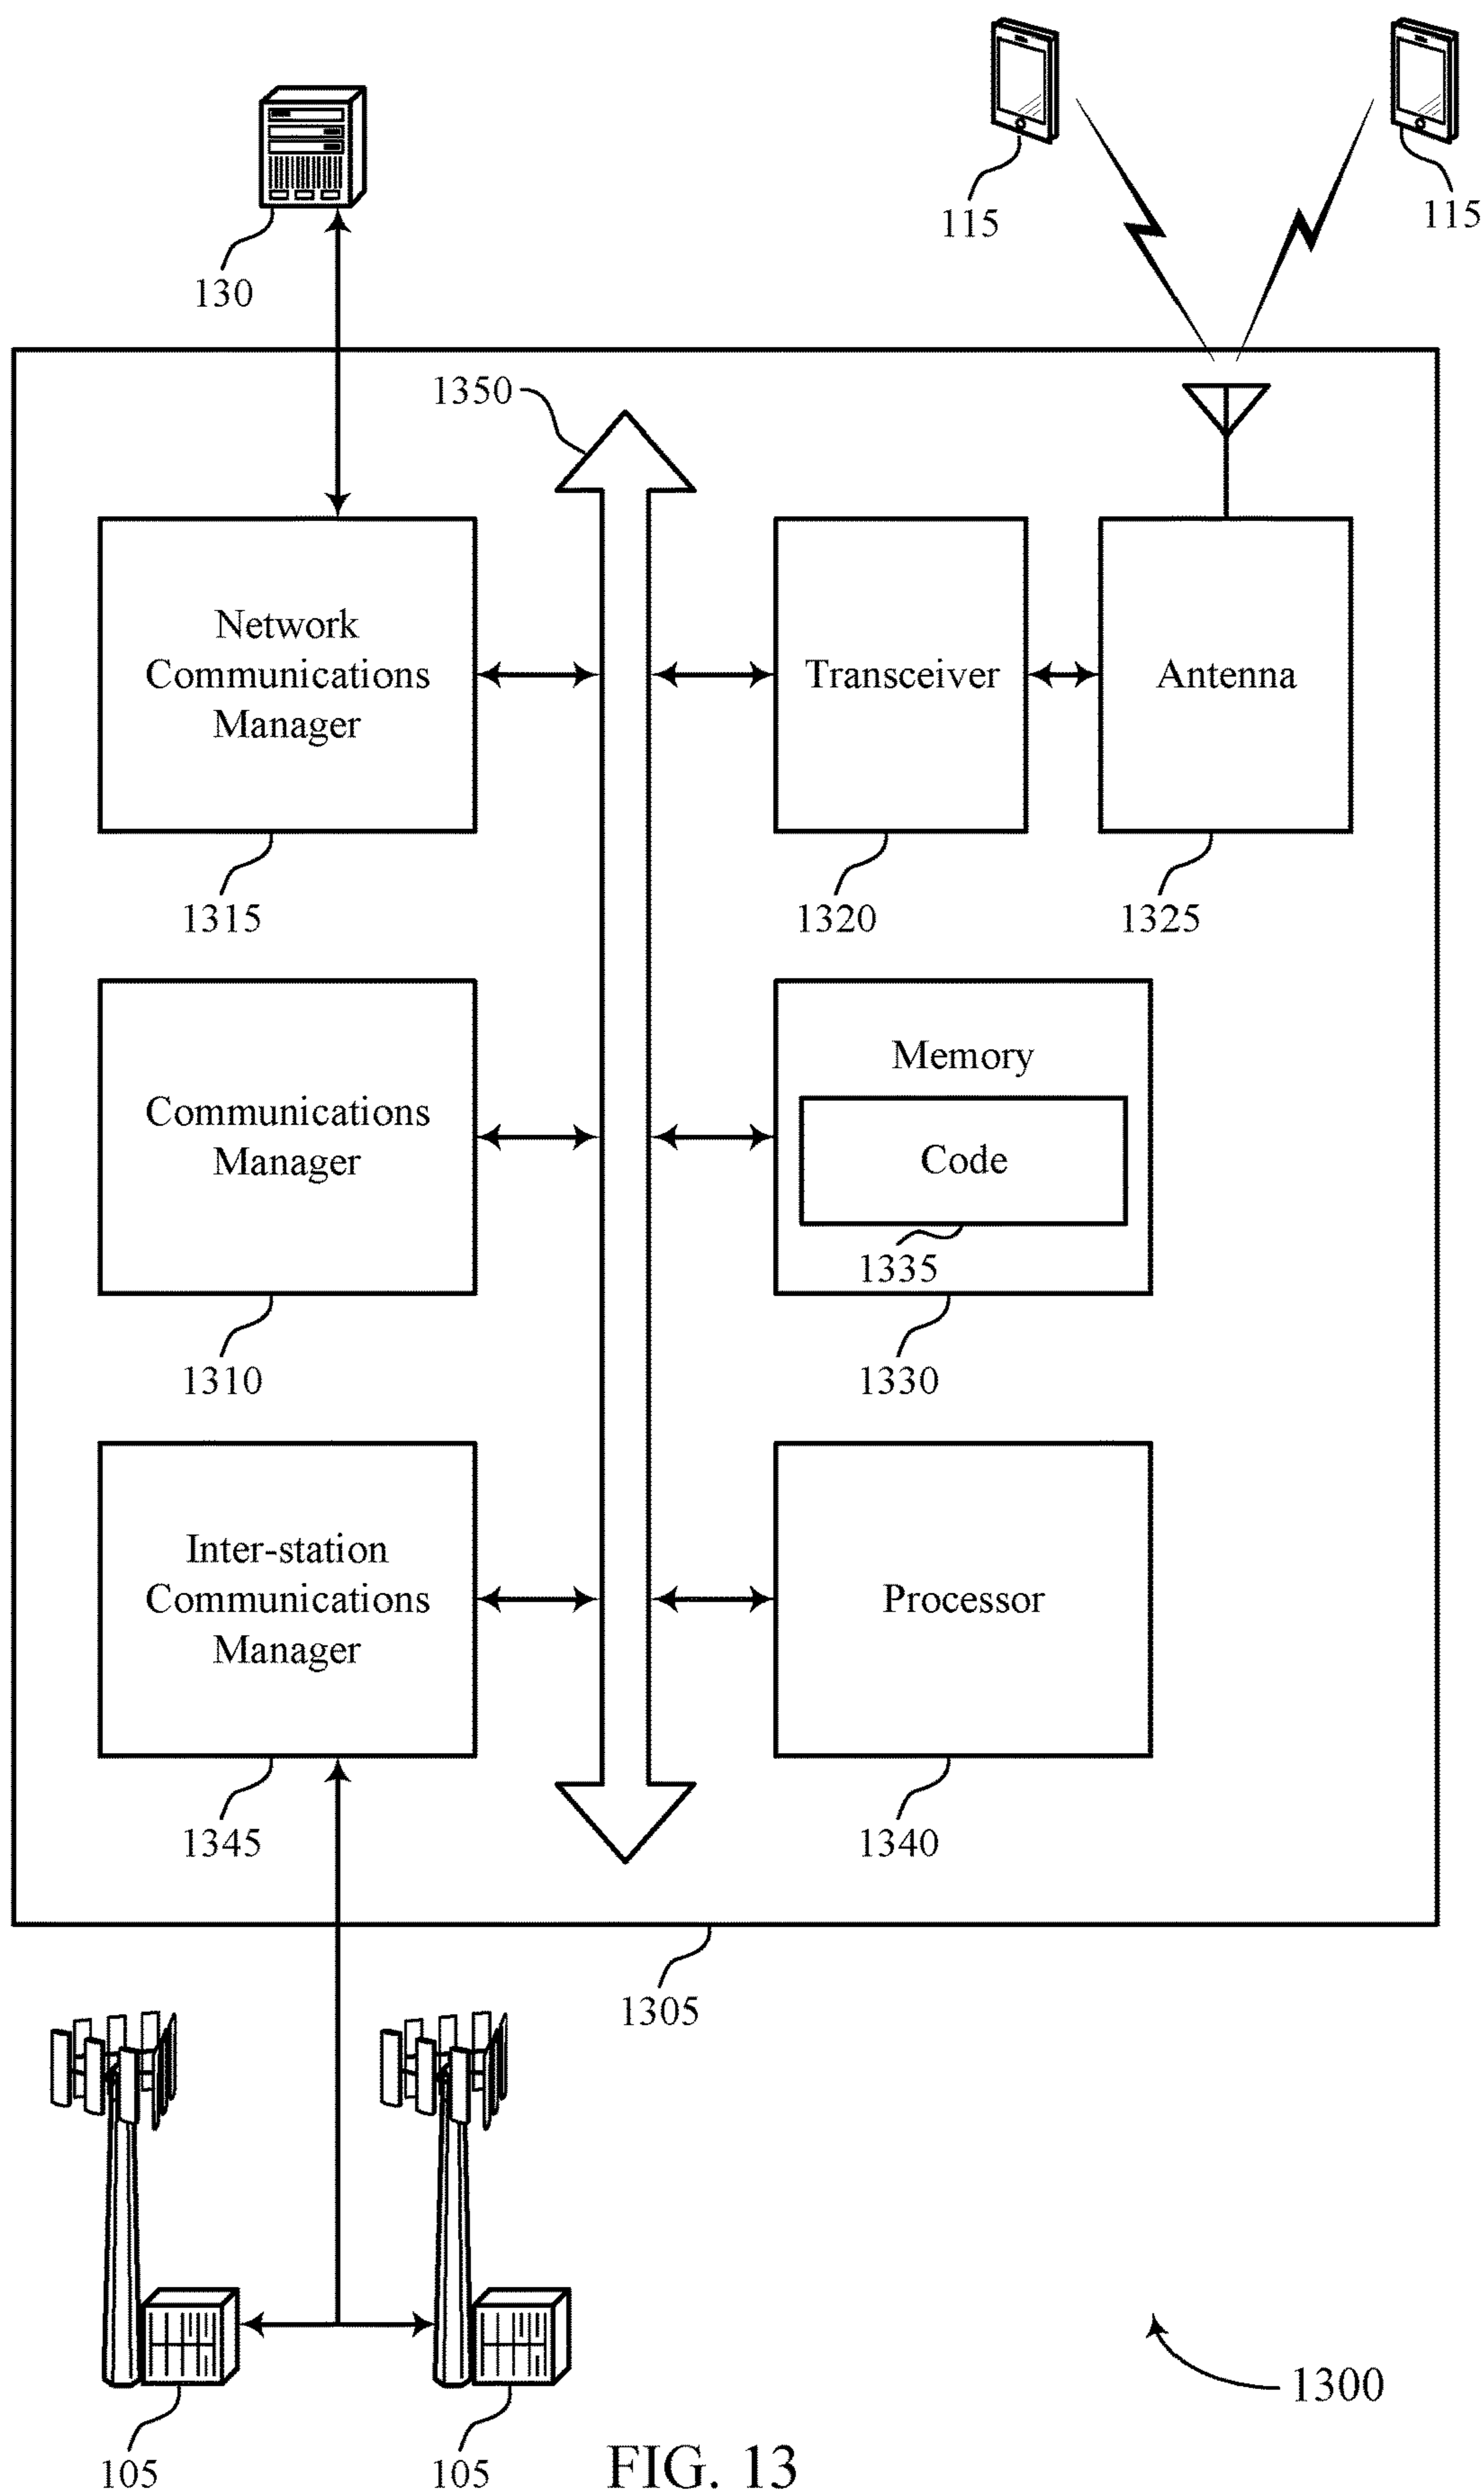 115
115
130
1350
Network
Communications
Manager
Transceiver
Antenna
1315
1320
1325
Communications
Manager
Memory
Code
1335
1310
1330
Inter-station
Communications
Manager
Processor
1345
1340
1305
1300
105
105
FIG. 13